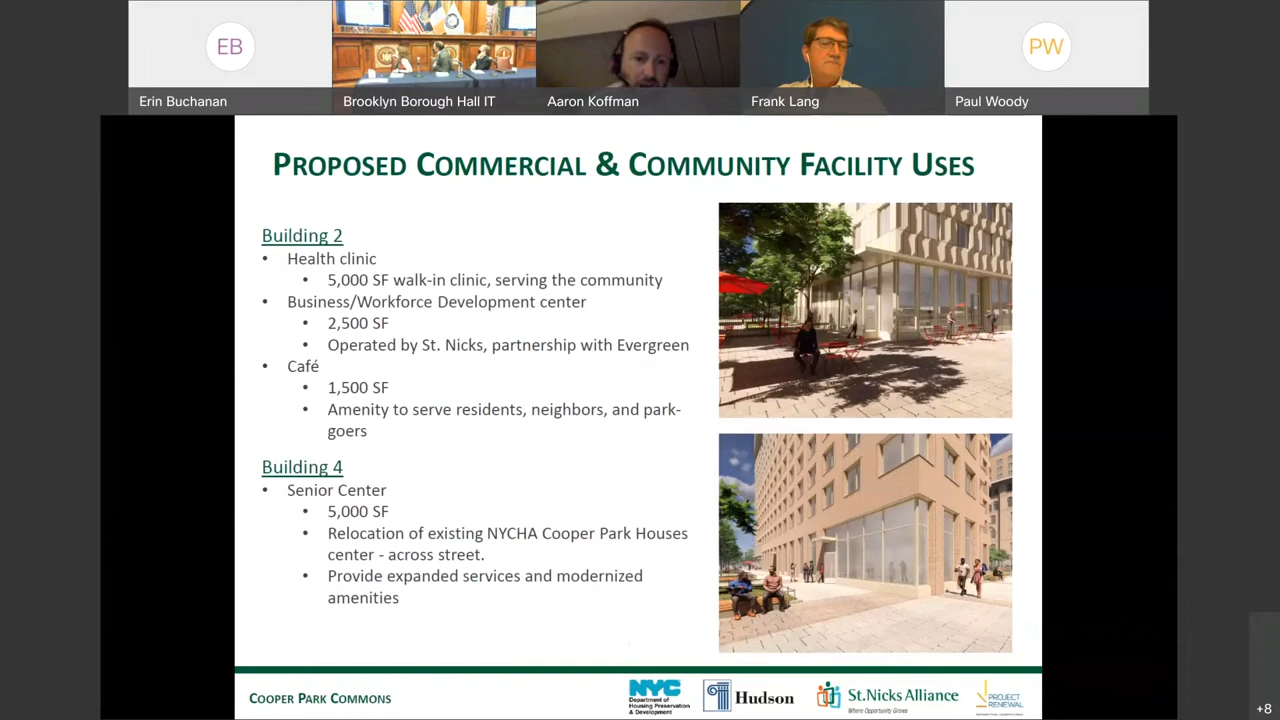 EB
PW
Erin Buchanan
Brooklyn Borough Hall IT
Aaron Koffman
Frank Lang
Paul Woody
PROPOSED COMMERCIAL & COMMUNITY FACILITY USES
Building 2
• Health clinic
• 5,000 SF walk-in clinic, serving the community
• Business/Workforce Development center
• 2,500 SF
• Operated by St. Nicks, partnership with Evergreen
• Café
• 1,500 SF
• Amenity to serve residents, neighbors, and park-
goers
Building 4
• Senior Center
• 5,000 SF
• Relocation of existing NYCHA Cooper Park Houses
center - across street.
• Provide expanded services and modernized
amenities
COOPER PARK COMMONS
NYC
Department of
Housing Preservation
& Development
Hudson
St.Nicks Alliance
Where Opportunity Grows
PROJECT
RENEWAL
+8